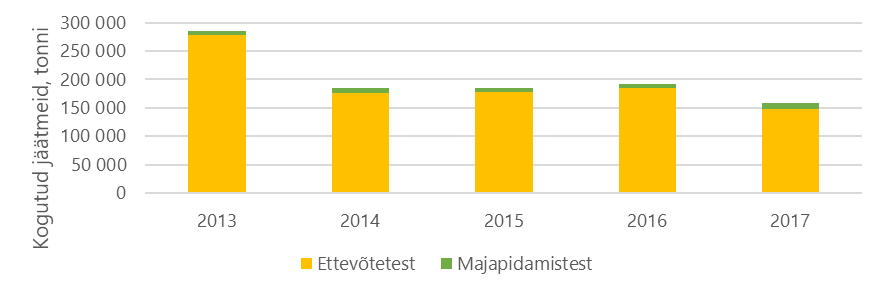 Kogutud jäätmeid, tonni
300 000
250 000
200 000
150 000
100 000
50 000
0
2013 2014 2015 2016 2017
Ettevõtetest Majapidamistest